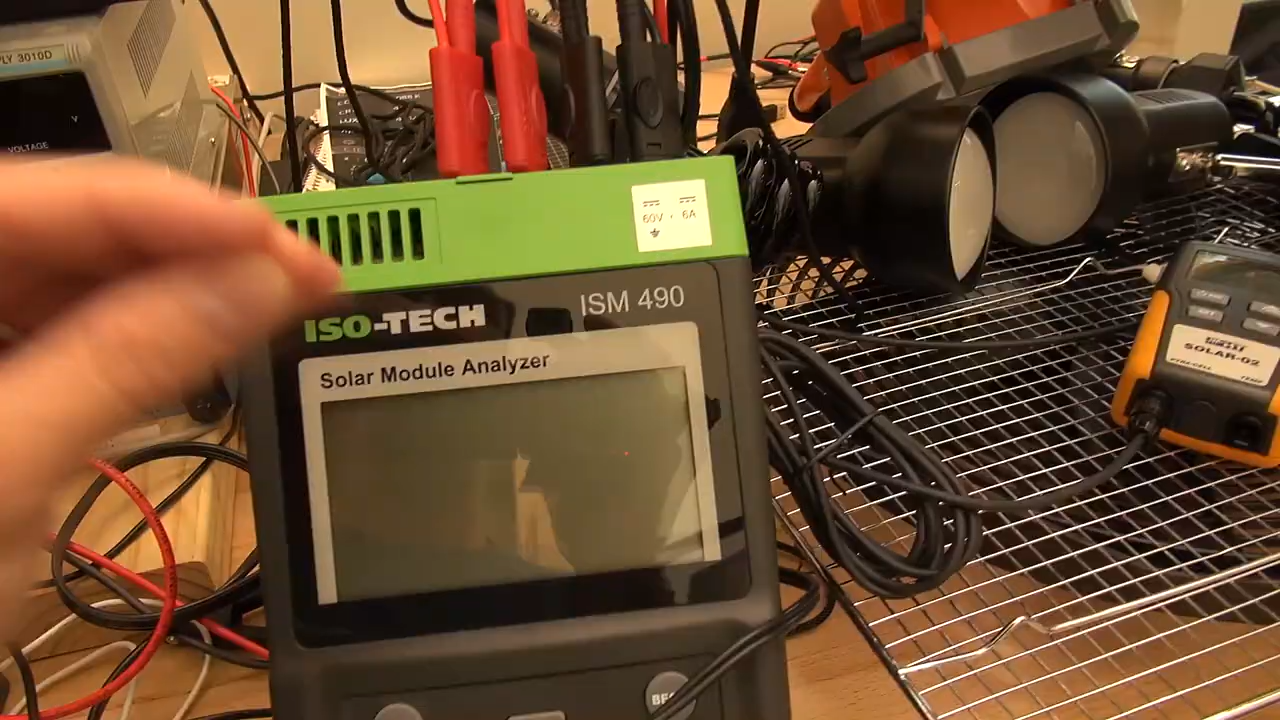 PLY 3010D
V
VOLTAGE
60V
6A
ISO-TECH
ISM 490
Solar Module Analyzer
SOLAR-02